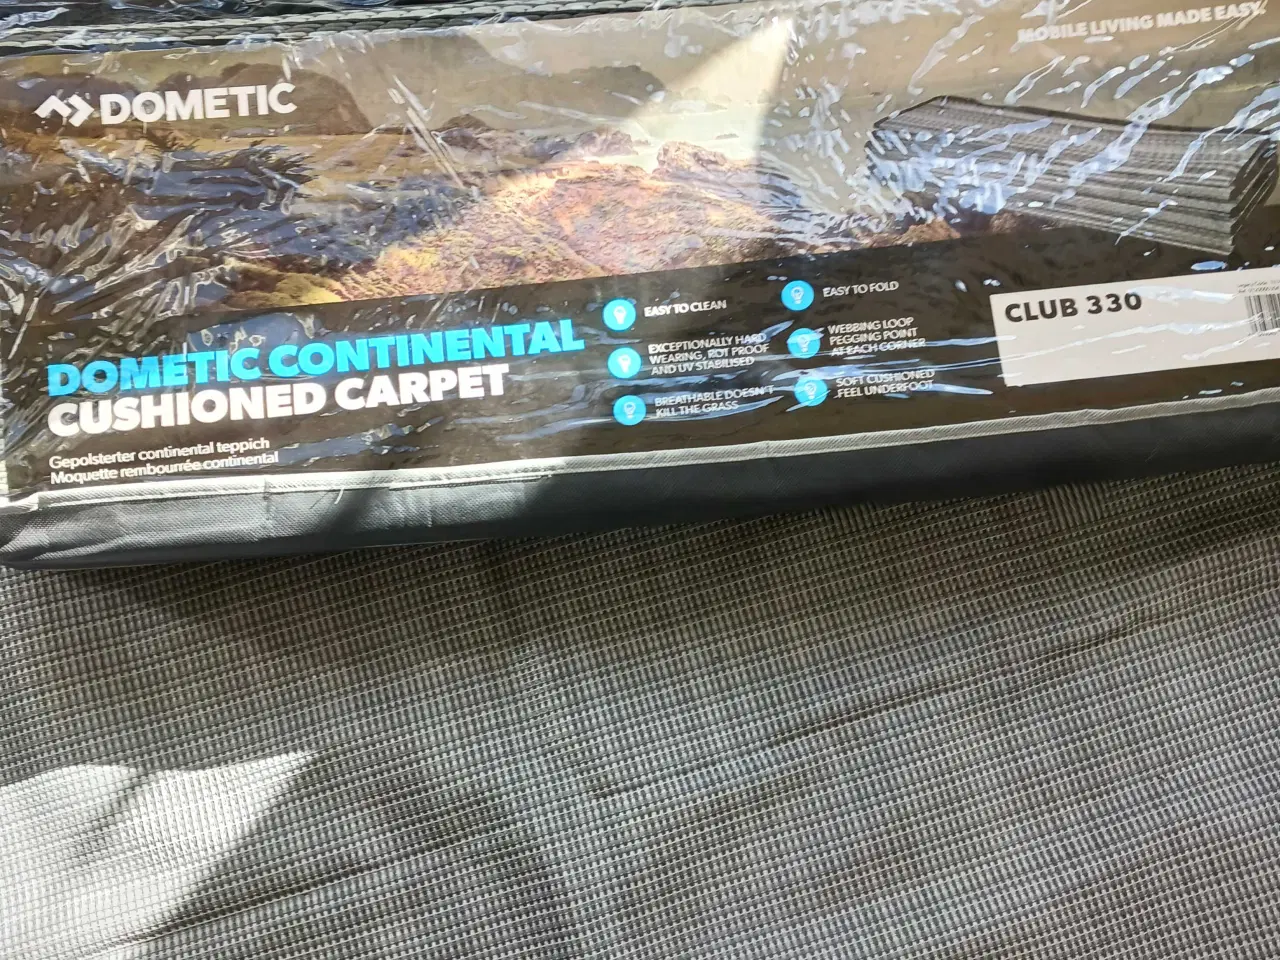 MOBILE LIVING MADE EASY.
DOMETIC
DOMETIC CONTINENTAL
CUSHIONED CARPET
Gepolsterter continental teppich
Moquette rembourrée continental
EASY TO CLEAN
EXCEPTIONALLY HARD
WEARING, ROT PROOF
AND UV STABILISED
BREATHABLE DOESN'T
KILL THE GRASS
EASY TO FOLD
WEBBING LOOP
PEGGING POINT
AT EACH CORNER
SOFT CUSHIONED
FEEL UNDERFOOT
CLUB 330